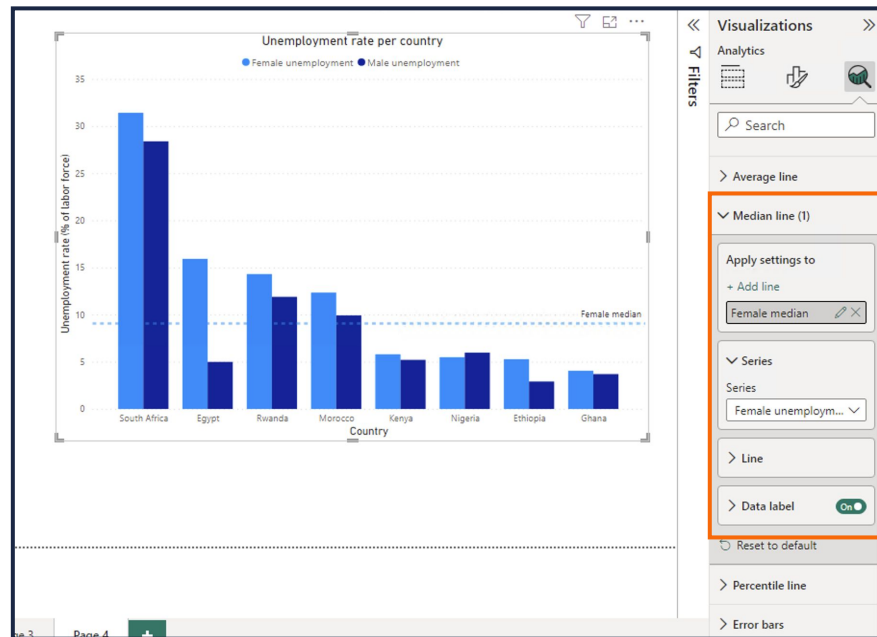 Unemployment rate per country
Female unemployment Male unemployment
Unemployment rate (% of labor force)
35
30
25
20
15
10
5
0
Female median
South Africa Egypt Rwanda Morocco Kenya Nigeria Ethiopia Ghana
Country
Page 4
Filters
Visualizations
Analytics
Search
Average line
Median line (1)
Apply settings to
+ Add line
Female median
Series
Series
Female unemploym...
Line
Data label On
Reset to default
Percentile line
Error bars